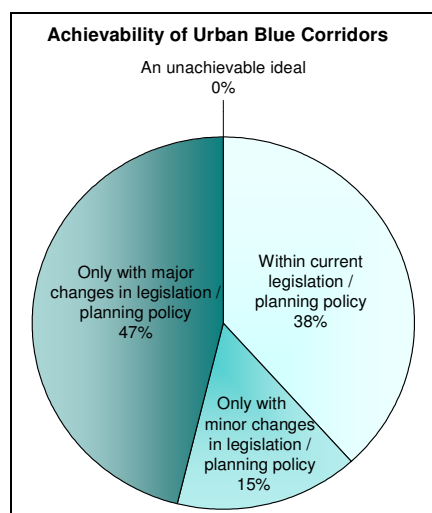 Achievability of Urban Blue Corridors
An unachievable ideal
0%
Within current
legislation /
planning policy
38%
Only with major
changes in legislation /
planning policy
47%
Only with
minor changes
in legislation /
planning policy
15%